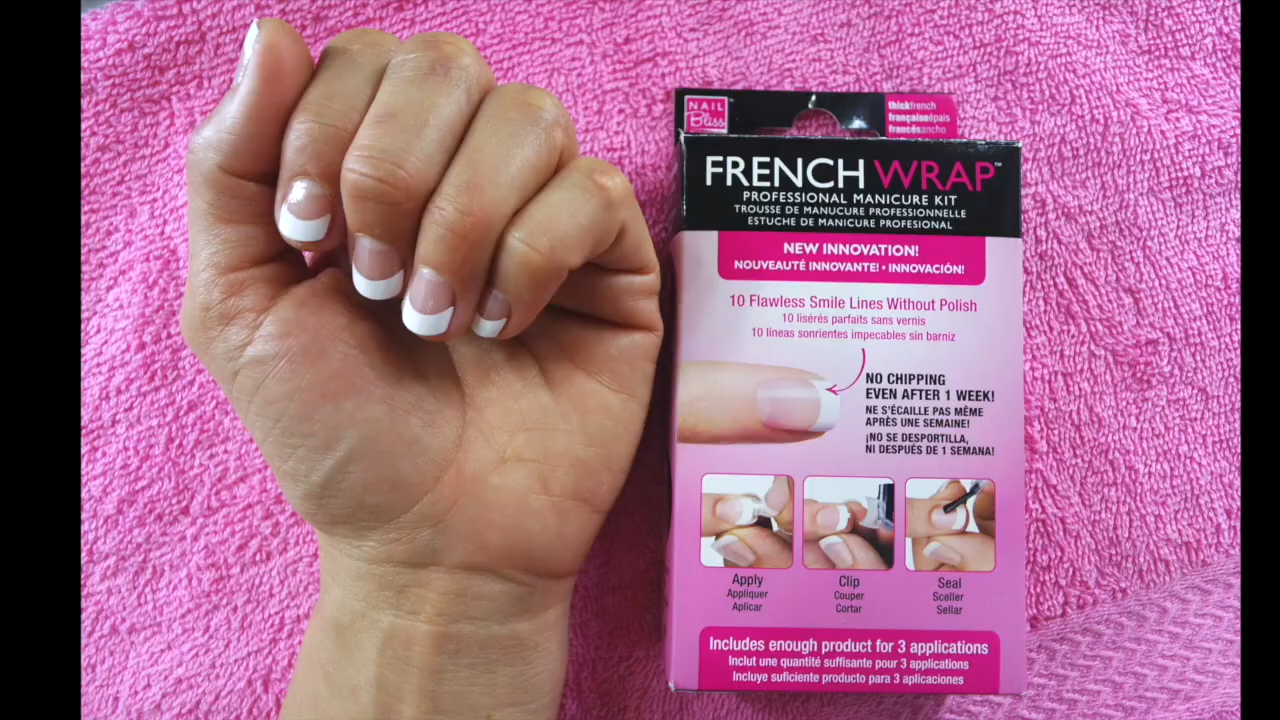 NAIL
Bliss
thickfrench
françaiseépais
francésancho
FRENCH WRAP™
PROFESSIONAL MANICURE KIT
TROUSSE DE MANUCURE PROFESSIONNELLE
ESTUCHE DE MANICURE PROFESIONAL
NEW INNOVATION!
NOUVEAUTÉ INNOVANTE! • INNOVACIÓN!
10 Flawless Smile Lines Without Polish
10 lisérés parfaits sans vernis
10 líneas sonrientes impecables sin barniz
NO CHIPPING
EVEN AFTER 1 WEEK!
NE S'ÉCAILLE PAS MÊME
APRÈS UNE SEMAINE!
¡NO SE DESPORTILLA,
NI DESPUÉS DE 1 SEMANA!
Apply
Appliquer
Aplicar
Clip
Couper
Cortar
Seal
Sceller
Sellar
Includes enough product for 3 applications
Inclut une quantité suffisante pour 3 applications
Incluye suficiente producto para 3 aplicaciones